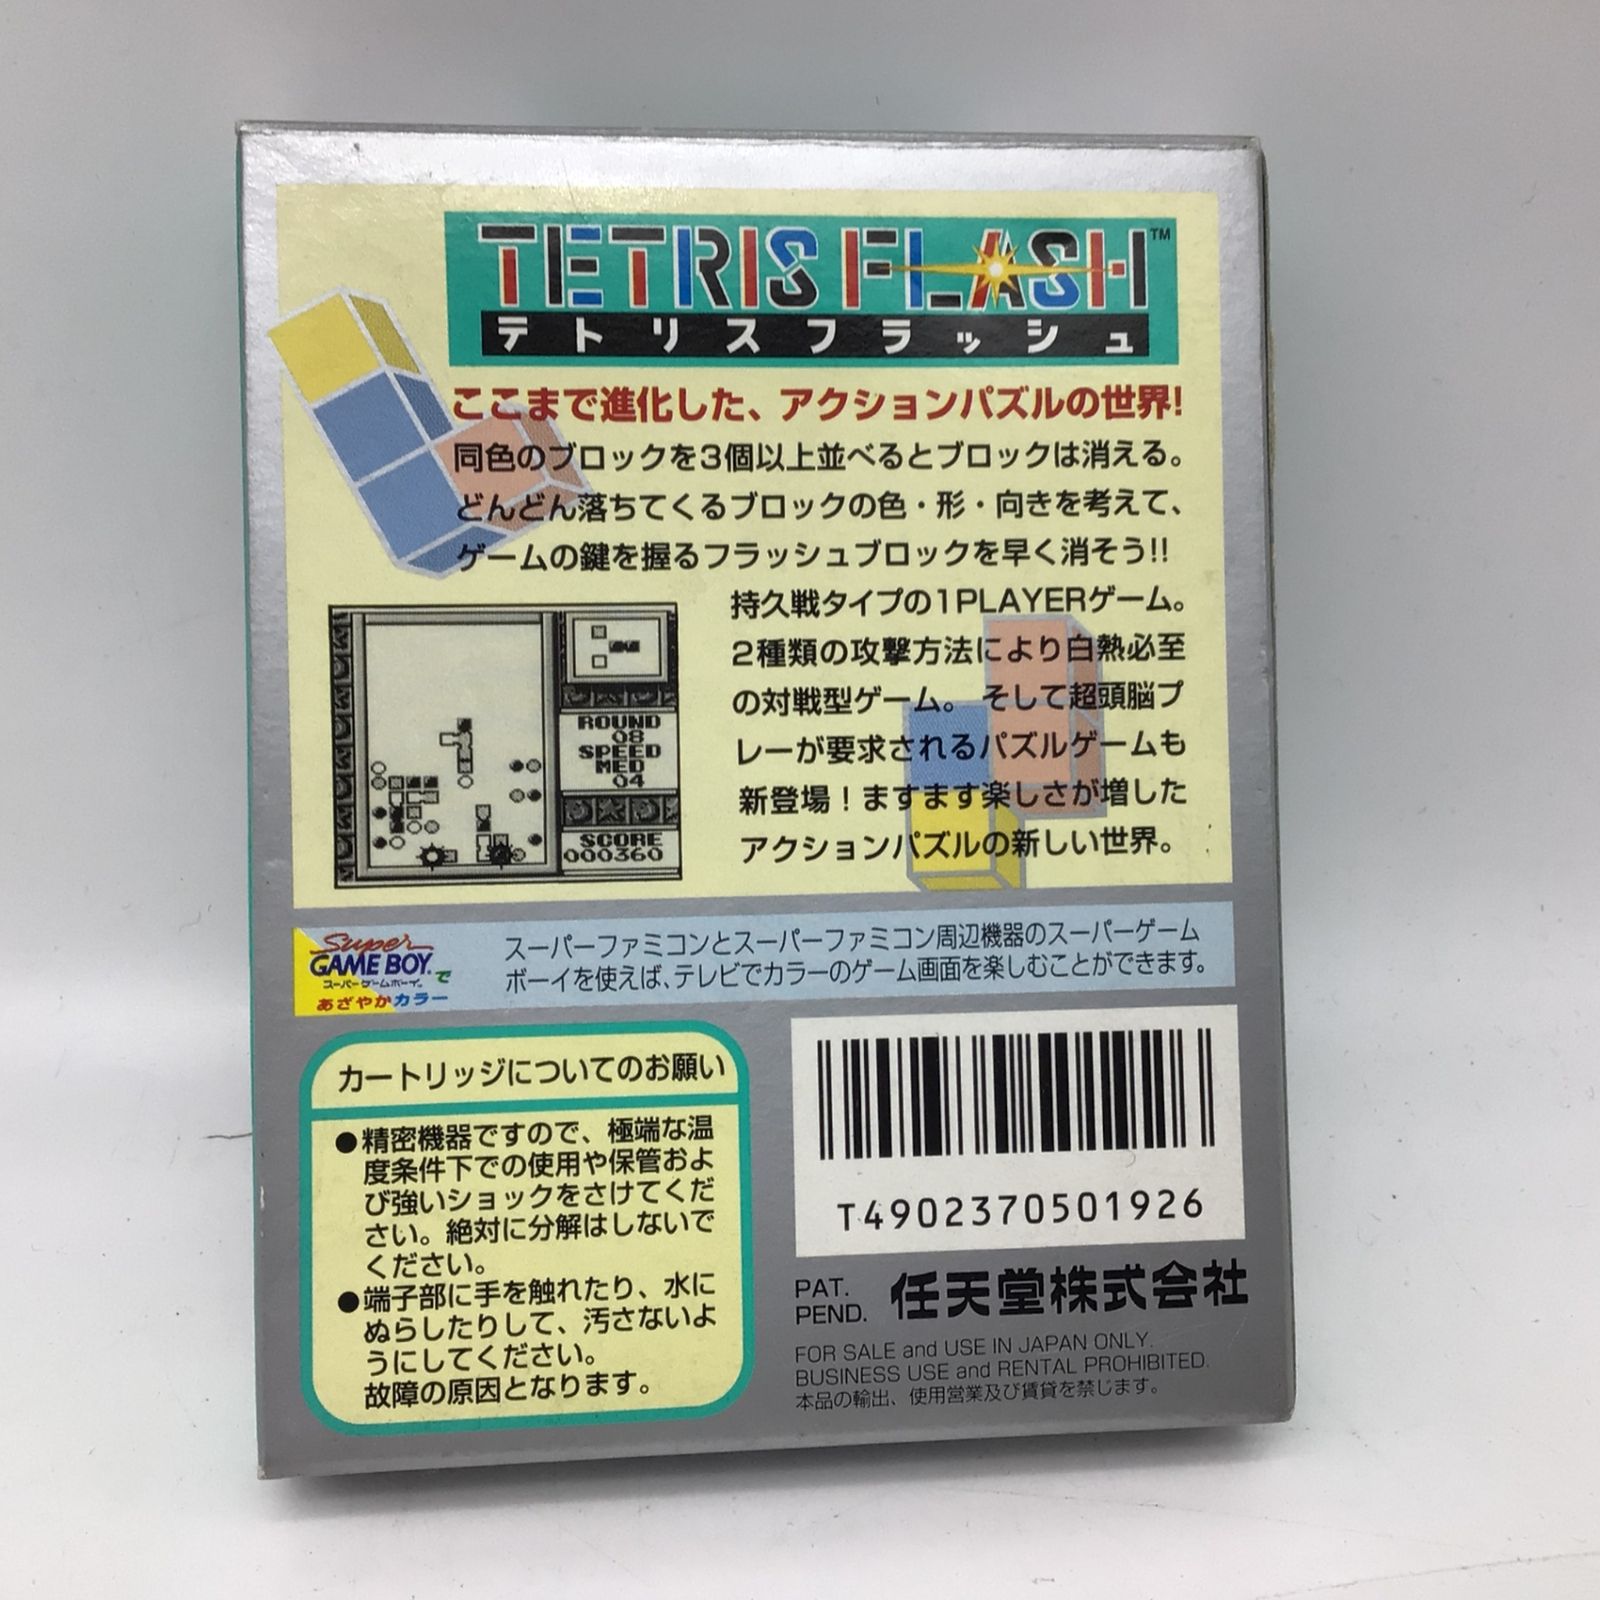 TETRIS FLASH™
テトリスフラッシュ
ここまで進化した、アクションパズルの世界!
同色のブロックを3個以上並べるとブロックは消える。
どんどん落ちてくるブロックの色・形・向きを考えて、
ゲームの鍵を握るフラッシュブロックを早く消そう!!
持久戦タイプの1PLAYERゲーム。
2種類の攻撃方法により白熱必至
の対戦型ゲーム。そして超頭脳プ
レーが要求されるパズルゲームも
新登場!ますます楽しさが増した
アクションパズルの新しい世界。
ROUND
08
SPEED
MED
04
SCORE
000360
Super
GAME BOY.で
スーパーゲームボーイ。
あざやかカラー
スーパーファミコンとスーパーファミコン周辺機器のスーパーゲーム
ボーイを使えば、テレビでカラーのゲーム画面を楽しむことができます。
カートリッジについてのお願い
●精密機器ですので、極端な温
度条件下での使用や保管およ
び強いショックをさけてくだ
さい。絶対に分解はしないで
ください。
●端子部に手を触れたり、水に
ぬらしたりして、汚さないよ
うにしてください。
故障の原因となります。
T4902370501926
PAT.
PEND.
任天堂株式会社
FOR SALE and USE IN JAPAN ONLY.
BUSINESS USE and RENTAL PROHIBITED.
本品の輸出、使用営業及び賃貸を禁じます。